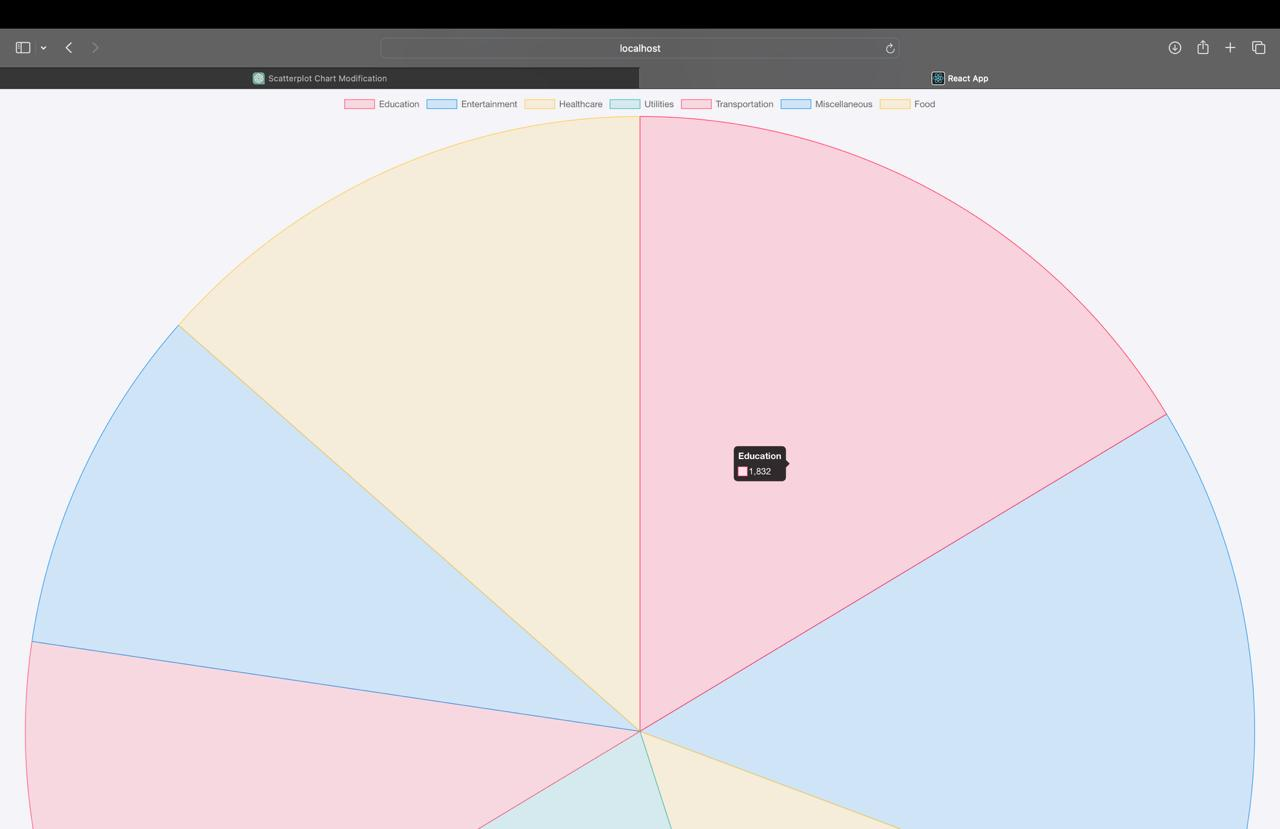 localhost
Scatterplot Chart Modification
React App
Education Entertainment Healthcare Utilities Transportation Miscellaneous Food
Education
1,832